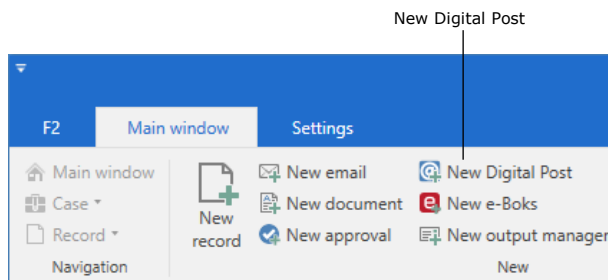 New Digital Post
F2 Main window Settings
Main window New email New Digital Post
Case New New document New e-Boks
Record record New approval New output manager
Navigation New